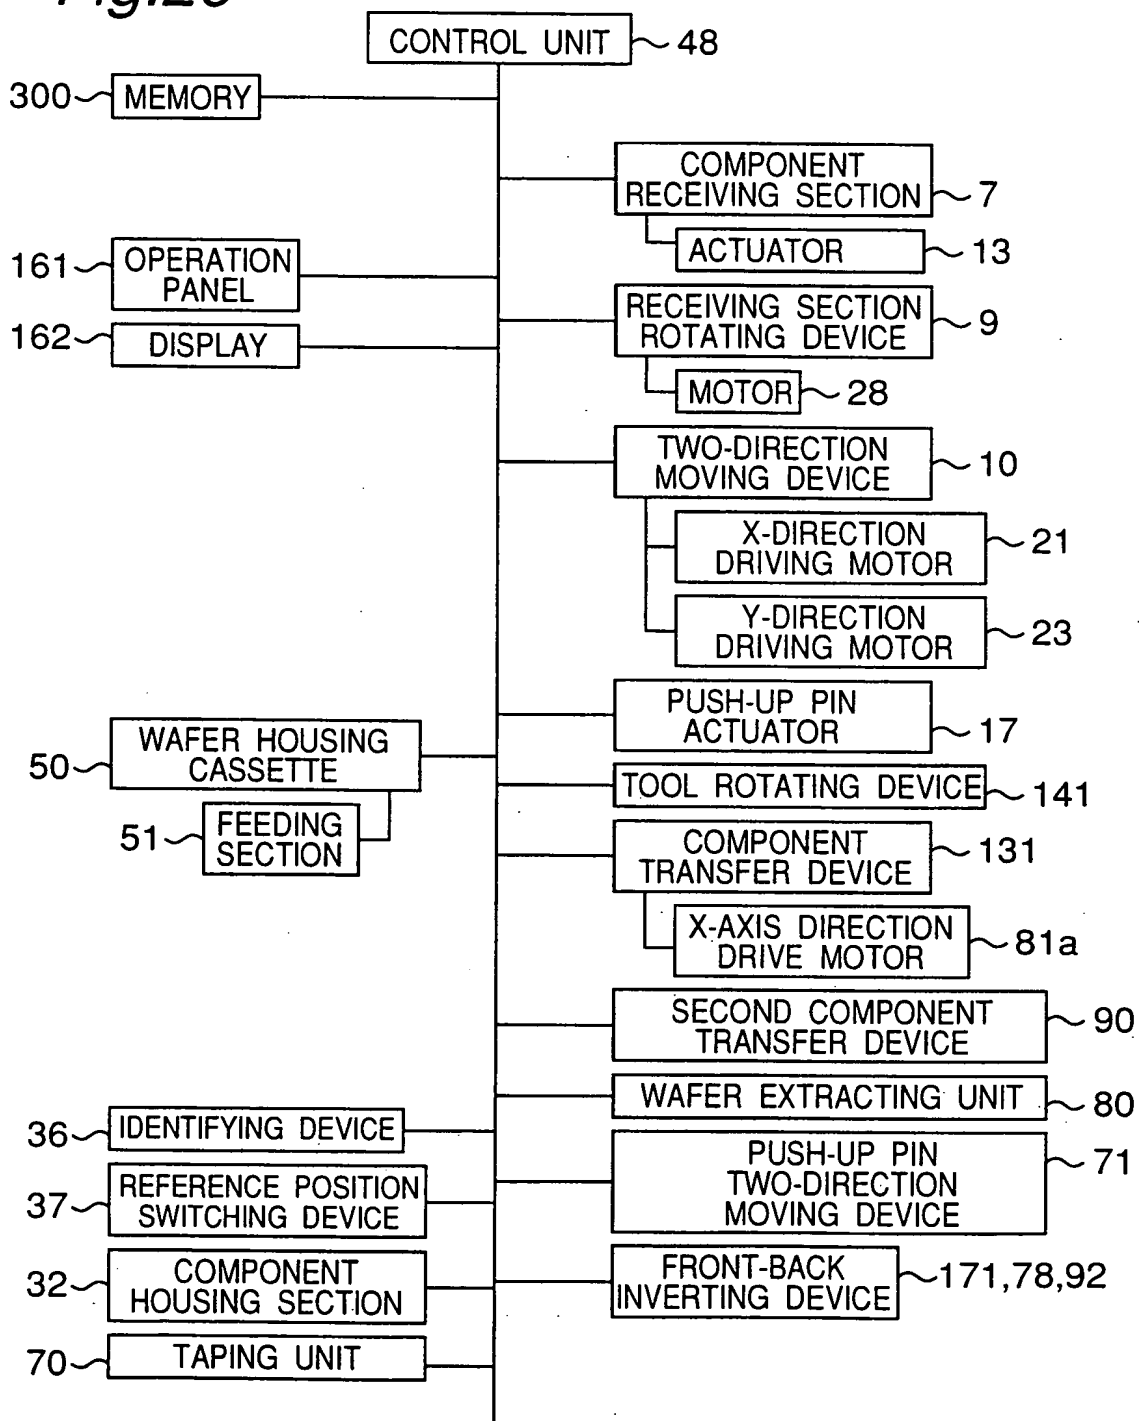 CONTROL UNIT 48
300 MEMORY
COMPONENT
RECEIVING SECTION 7
ACTUATOR 13
161 OPERATION
PANEL
162 DISPLAY
RECEIVING SECTION
ROTATING DEVICE 9
MOTOR 28
TWO-DIRECTION
MOVING DEVICE 10
X-DIRECTION
DRIVING MOTOR 21
Y-DIRECTION
DRIVING MOTOR 23
PUSH-UP PIN
ACTUATOR 17
50 WAFER HOUSING
CASSETTE
51 FEEDING
SECTION
TOOL ROTATING DEVICE 141
COMPONENT
TRANSFER DEVICE 131
X-AXIS DIRECTION
DRIVE MOTOR 81a
SECOND COMPONENT
TRANSFER DEVICE 90
WAFER EXTRACTING UNIT 80
36 IDENTIFYING DEVICE
PUSH-UP PIN
TWO-DIRECTION
MOVING DEVICE 71
37 REFERENCE POSITION
SWITCHING DEVICE
32 COMPONENT
HOUSING SECTION
FRONT-BACK
INVERTING DEVICE 171,78,92
70 TAPING UNIT